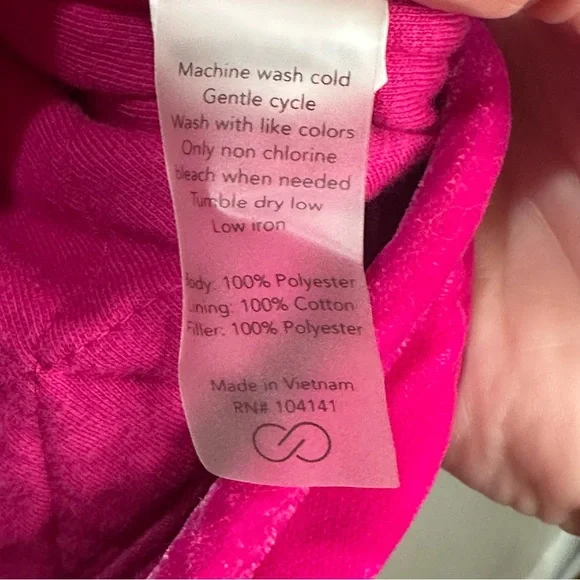 Machine wash cold
Gentle cycle
Wash with like colors
Only non chlorine
bleach when needed
Tumble dry low
Low iron
Body: 100% Polyester
Lining: 100% Cotton
Filler: 100% Polyester
Made in Vietnam
RN# 104141